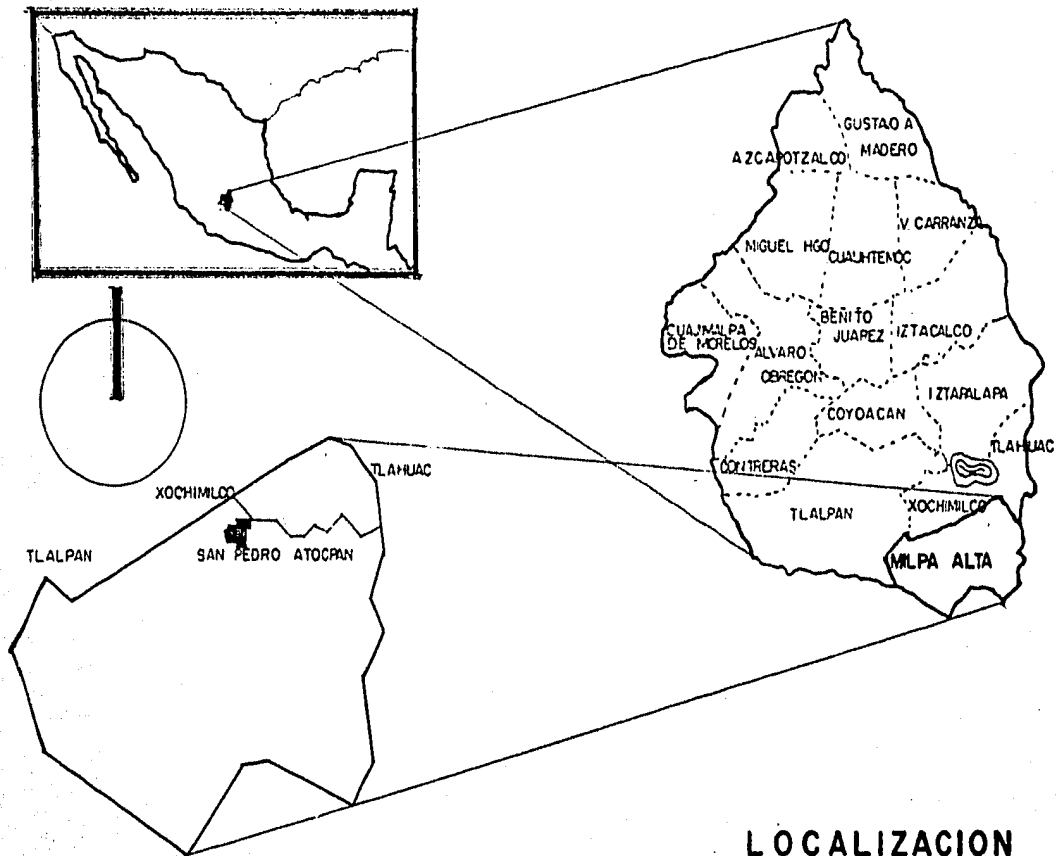 GUSTAO A
MADERO
AZCAPOTZALCO
V. CARRANZA
MIGUEL HGO
CUAUHTEMOC
BENITO
JUAREZ
IZTACALCO
CUAJIMALPA
DE MORELOS
ALVARO
OBREGON
IZTAPALAPA
COYOACAN
TLAHUAC
CONTRERAS
TLALPAN
XOCHIMILCO
MILPA ALTA
TLAHUAC
XOCHIMILCO
TLALPAN
SAN PEDRO ATOCPAN
LOCALIZACION